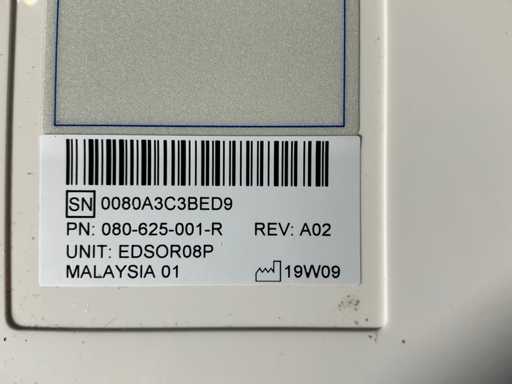 SN 0080A3C3BED9
PN: 080-625-001-R REV: A02
UNIT: EDSOR08P
MALAYSIA 01 19W09